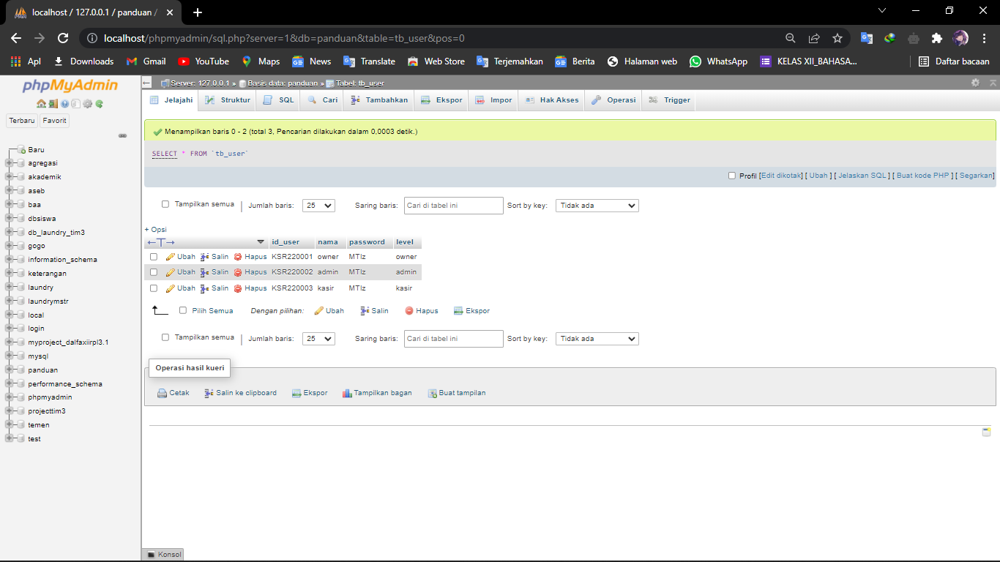 localhost / 127.0.0.1 / panduan /
localhost/phpmyadmin/sql.php?server=1&db=panduan&table=tb_user&pos=0
Apl Downloads Gmail YouTube Maps News Translate Web Store Terjemahkan Berita Halaman web WhatsApp KELAS XII_BAHASA... Daftar bacaan
phpMyAdmin
Terbaru Favorit
Baru
agregasi
akademik
aseb
baa
dbsiswa
db_laundry_tim3
gogo
information_schema
keterangan
laundry
laundrymstr
local
login
myproject_dalfaxiirpl3.1
mysql
panduan
performance_schema
phpmyadmin
projecttim3
temen
test
Server: 127.0.0.1 » Basis data: panduan » Tabel: tb_user
Jelajahi Struktur SQL Cari Tambahkan Ekspor Impor Hak Akses Operasi Trigger
Menampilkan baris 0 - 2 (total 3, Pencarian dilakukan dalam 0,0003 detik.)
SELECT * FROM `tb_user`
Profil [Edit dikotak] [ Ubah ] [ Jelaskan SQL ] [ Buat kode PHP ] [ Segarkan]
Tampilkan semua | Jumlah baris: 25 Saring baris: Cari di tabel ini Sort by key: Tidak ada
+ Opsi
←T→ id_user nama password level
Ubah Salin Hapus KSR220001 owner MTIz owner
Ubah Salin Hapus KSR220002 admin MTIz admin
Ubah Salin Hapus KSR220003 kasir MTIz kasir
Pilih Semua Dengan pilihan: Ubah Salin Hapus Ekspor
Tampilkan semua | Jumlah baris: 25 Saring baris: Cari di tabel ini Sort by key: Tidak ada
Operasi hasil kueri
Cetak Salin ke clipboard Ekspor Tampilkan bagan Buat tampilan
Konsol